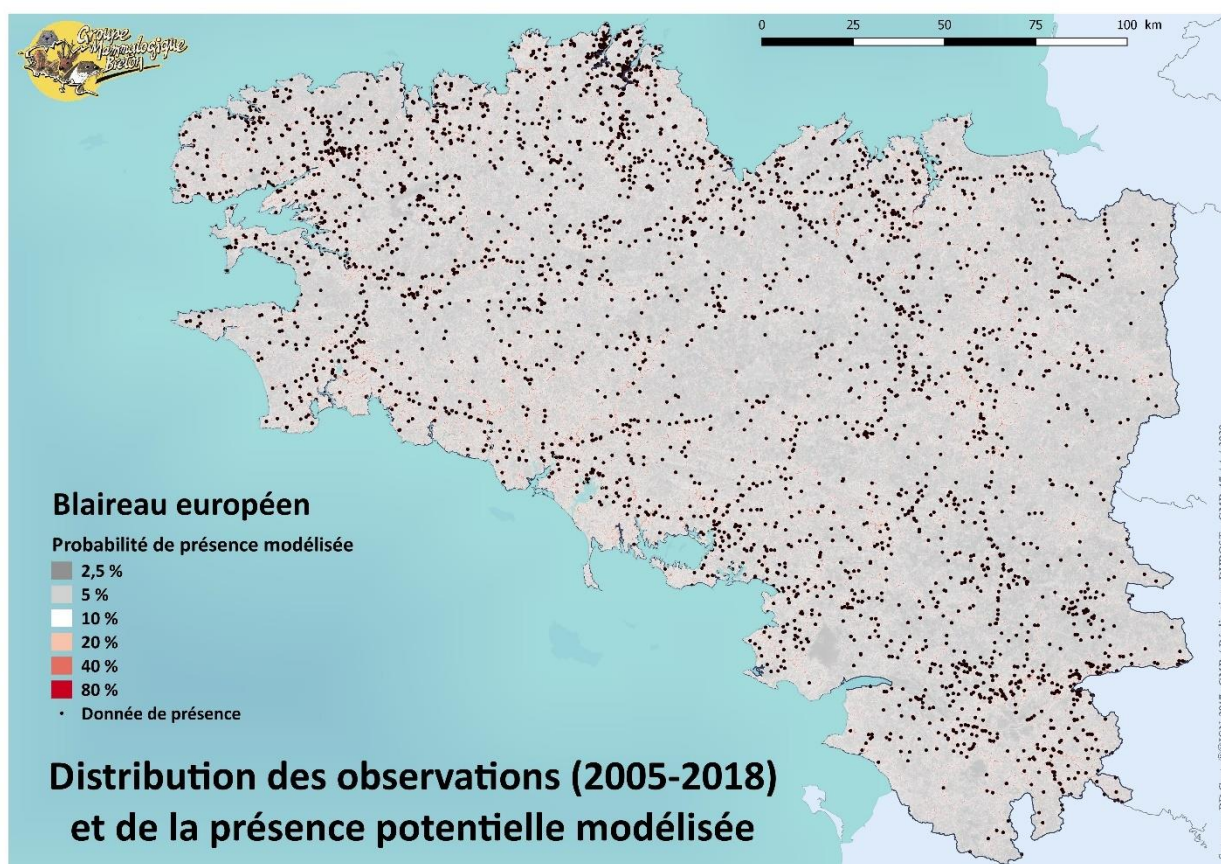 Groupe
Mammalogique
Breton
0 25 50 75 100 km
Blaireau européen
Probabilité de présence modélisée
2,5 %
5 %
10 %
20 %
40 %
80 %
Donnée de présence
Distribution des observations (2005-2018)
et de la présence potentielle modélisée